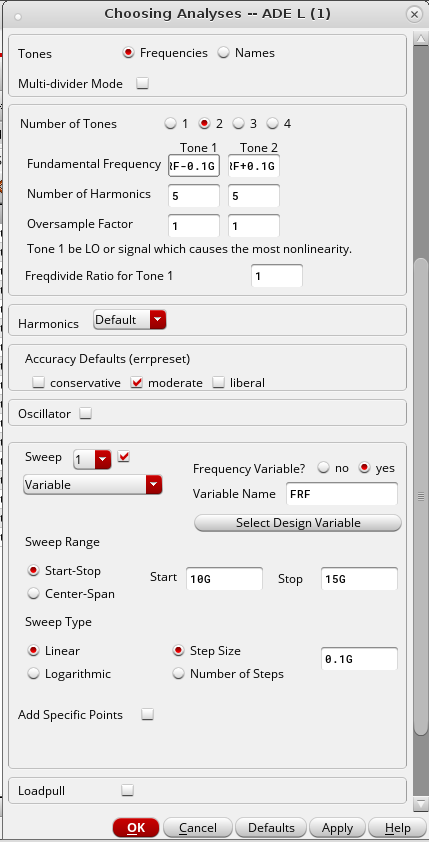 Choosing Analyses -- ADE L (1)
Tones Frequencies Names
Multi-divider Mode
Number of Tones 1 2 3 4
Tone 1 Tone 2
Fundamental Frequency RF-0.1G RF+0.1G
Number of Harmonics 5 5
Oversample Factor 1 1
Tone 1 be LO or signal which causes the most nonlinearity.
Freqdivide Ratio for Tone 1 1
Harmonics Default
Accuracy Defaults (errpreset)
conservative moderate liberal
Oscillator
Sweep 1
Frequency Variable? no yes
Variable
Variable Name FRF
Select Design Variable
Sweep Range
Start-Stop Start 10G Stop 15G
Center-Span
Sweep Type
Linear Step Size 0.1G
Logarithmic Number of Steps
Add Specific Points
Loadpull
OK Cancel Defaults Apply Help